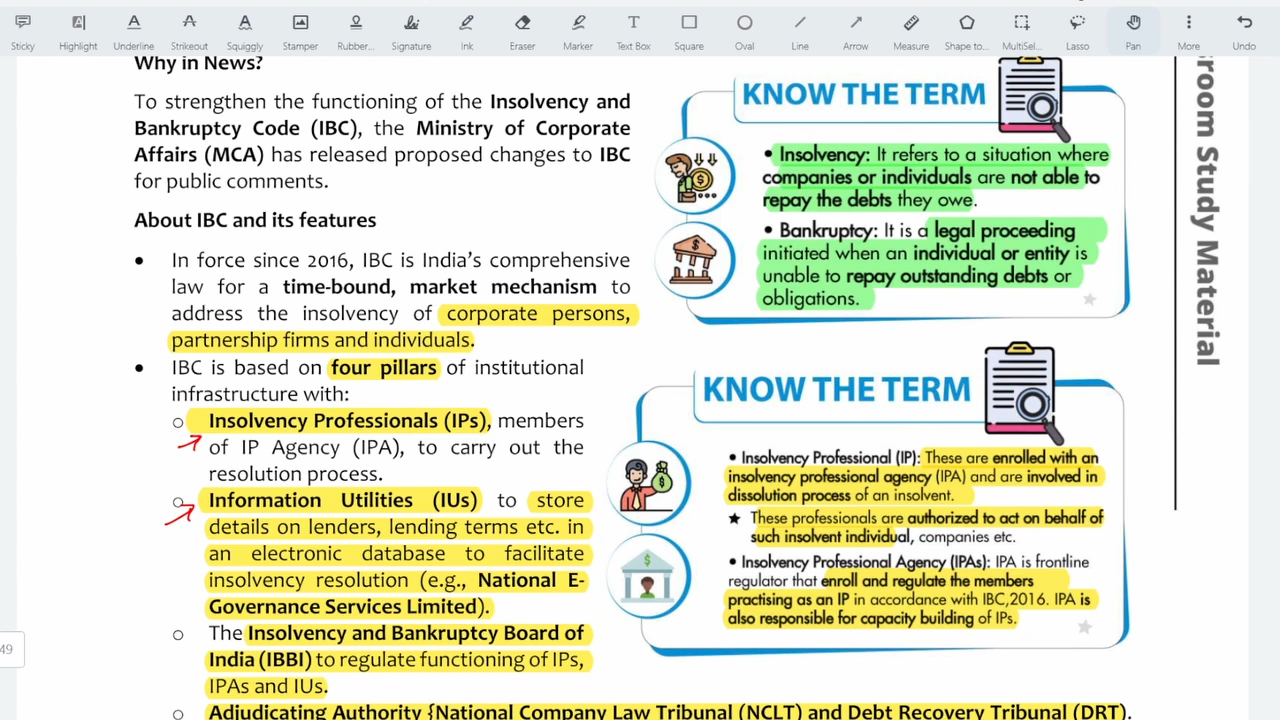 Sticky
Highlight
Underline
Strikeout
Squiggly
Stamper
Rubber...
Signature
Ink
Eraser
Marker
Text Box
Square
Oval
Line
Arrow
Measure
Shape to...
MultiSel...
Lasso
Pan
More
Undo
Why in News?
To strengthen the functioning of the Insolvency and
Bankruptcy Code (IBC), the Ministry of Corporate
Affairs (MCA) has released proposed changes to IBC
for public comments.
About IBC and its features
• In force since 2016, IBC is India's comprehensive
law for a time-bound, market mechanism to
address the insolvency of corporate persons,
partnership firms and individuals.
• IBC is based on four pillars of institutional
infrastructure with:
o Insolvency Professionals (IPs), members
of IP Agency (IPA), to carry out the
resolution process.
o Information Utilities (IUs) to store
details on lenders, lending terms etc. in
an electronic database to facilitate
insolvency resolution (e.g., National E-
Governance Services Limited).
o The Insolvency and Bankruptcy Board of
India (IBBI) to regulate functioning of IPs,
IPAs and IUs.
o Adjudicating Authority {National Company Law Tribunal (NCLT) and Debt Recovery Tribunal (DRT).
KNOW THE TERM
• Insolvency: It refers to a situation where
companies or individuals are not able to
repay the debts they owe.
• Bankruptcy: It is a legal proceeding
initiated when an individual or entity is
unable to repay outstanding debts or
obligations.
KNOW THE TERM
• Insolvency Professional (IP): These are enrolled with an
insolvency professional agency (IPA) and are involved in
dissolution process of an insolvent.
★ These professionals are authorized to act on behalf of
such insolvent individual, companies etc.
• Insolvency Professional Agency (IPAs): IPA is frontline
regulator that enroll and regulate the members
practising as an IP in accordance with IBC,2016. IPA is
also responsible for capacity building of IPs.
room Study Material
49